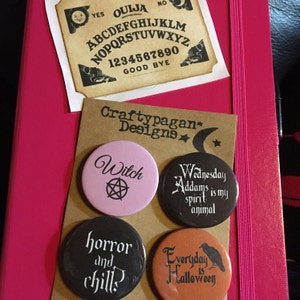 YES OUIJA NO
ABCDEFGHIJKLM
NOPQRSTUVWXYZ
1234567890
GOOD BYE
Craftypagan
Designs
Witch
Wednesday
Addams is my
spirit
animal
horror
and
chill?
Everyday
is
Halloween